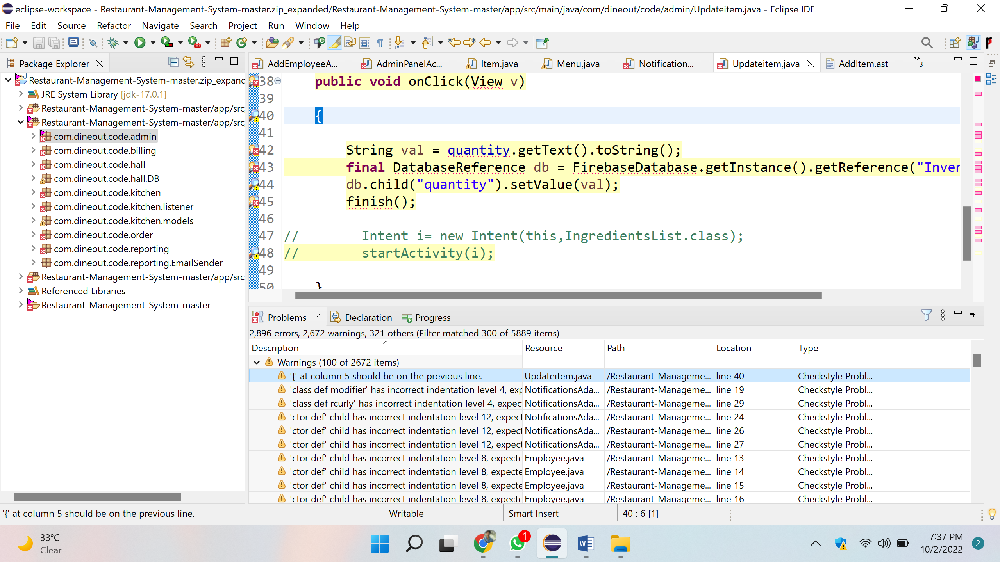 eclipse-workspace - Restaurant-Management-System-master.zip_expanded/Restaurant-Management-System-master/app/src/main/java/com/dineout/code/admin/Updateitem.java - Eclipse IDE
File Edit Source Refactor Navigate Search Project Run Window Help
Package Explorer
Restaurant-Management-System-master.zip_expand
JRE System Library [jdk-17.0.1]
Restaurant-Management-System-master/app/src
Restaurant-Management-System-master/app/src
com.dineout.code.admin
com.dineout.code.billing
com.dineout.code.hall
com.dineout.code.hall.DB
com.dineout.code.kitchen
com.dineout.code.kitchen.listener
com.dineout.code.kitchen.models
com.dineout.code.order
com.dineout.code.reporting
com.dineout.code.reporting.EmailSender
Restaurant-Management-System-master/app/src
Referenced Libraries
Restaurant-Management-System-master
AddEmployeeA... AdminPanelAc... Item.java Menu.java Notification... Updateitem.java AddItem.ast »3
38 public void onClick(View v)
39
40 {
41
42 String val = quantity.getText().toString();
43 final DatabaseReference db = FirebaseDatabase.getInstance().getReference("Inver
44 db.child("quantity").setValue(val);
45 finish();
46
47 // Intent i= new Intent(this,IngredientsList.class);
48 // startActivity(i);
49
50 }
Problems Declaration Progress
2,896 errors, 2,672 warnings, 321 others (Filter matched 300 of 5889 items)
Description Resource Path Location Type
Warnings (100 of 2672 items)
'{' at column 5 should be on the previous line. Updateitem.java /Restaurant-Manageme... line 40 Checkstyle Probl...
'class def modifier' has incorrect indentation level 4, exp NotificationsAda... /Restaurant-Manageme... line 19 Checkstyle Probl...
'class def rcurly' has incorrect indentation level 4, expec NotificationsAda... /Restaurant-Manageme... line 29 Checkstyle Probl...
'ctor def' child has incorrect indentation level 12, expect NotificationsAda... /Restaurant-Manageme... line 24 Checkstyle Probl...
'ctor def' child has incorrect indentation level 12, expect NotificationsAda... /Restaurant-Manageme... line 26 Checkstyle Probl...
'ctor def' child has incorrect indentation level 12, expect NotificationsAda... /Restaurant-Manageme... line 27 Checkstyle Probl...
'ctor def' child has incorrect indentation level 8, expecte Employee.java /Restaurant-Manageme... line 13 Checkstyle Probl...
'ctor def' child has incorrect indentation level 8, expecte Employee.java /Restaurant-Manageme... line 14 Checkstyle Probl...
'ctor def' child has incorrect indentation level 8, expecte Employee.java /Restaurant-Manageme... line 15 Checkstyle Probl...
'ctor def' child has incorrect indentation level 8, expecte Employee.java /Restaurant-Manageme... line 16 Checkstyle Probl...
'{' at column 5 should be on the previous line. Writable Smart Insert 40 : 6 [1]
33°C
Clear
1
W
7:37 PM
10/2/2022
2